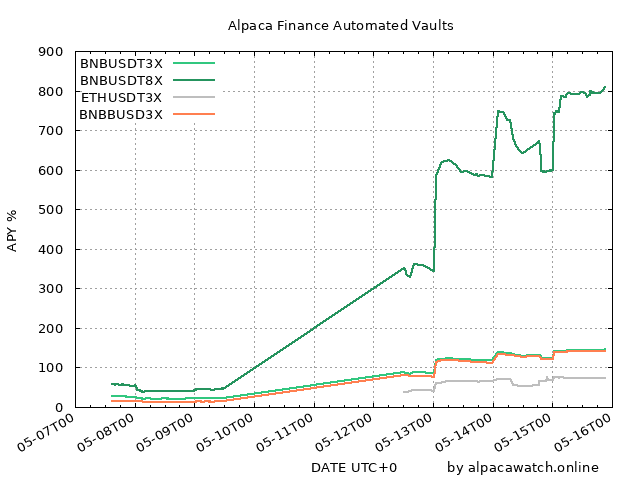 Alpaca Finance Automated Vaults
900
800
700
600
500
400
300
200
100
0
APY %
BNBUSDT3X
BNBUSDT8X
ETHUSDT3X
BNBBUSD3X
05-07T00
05-08T00
05-09T00
05-10T00
05-11T00
05-12T00
05-13T00
05-14T00
05-15T00
05-16T00
DATE UTC+0
by alpacawatch.online